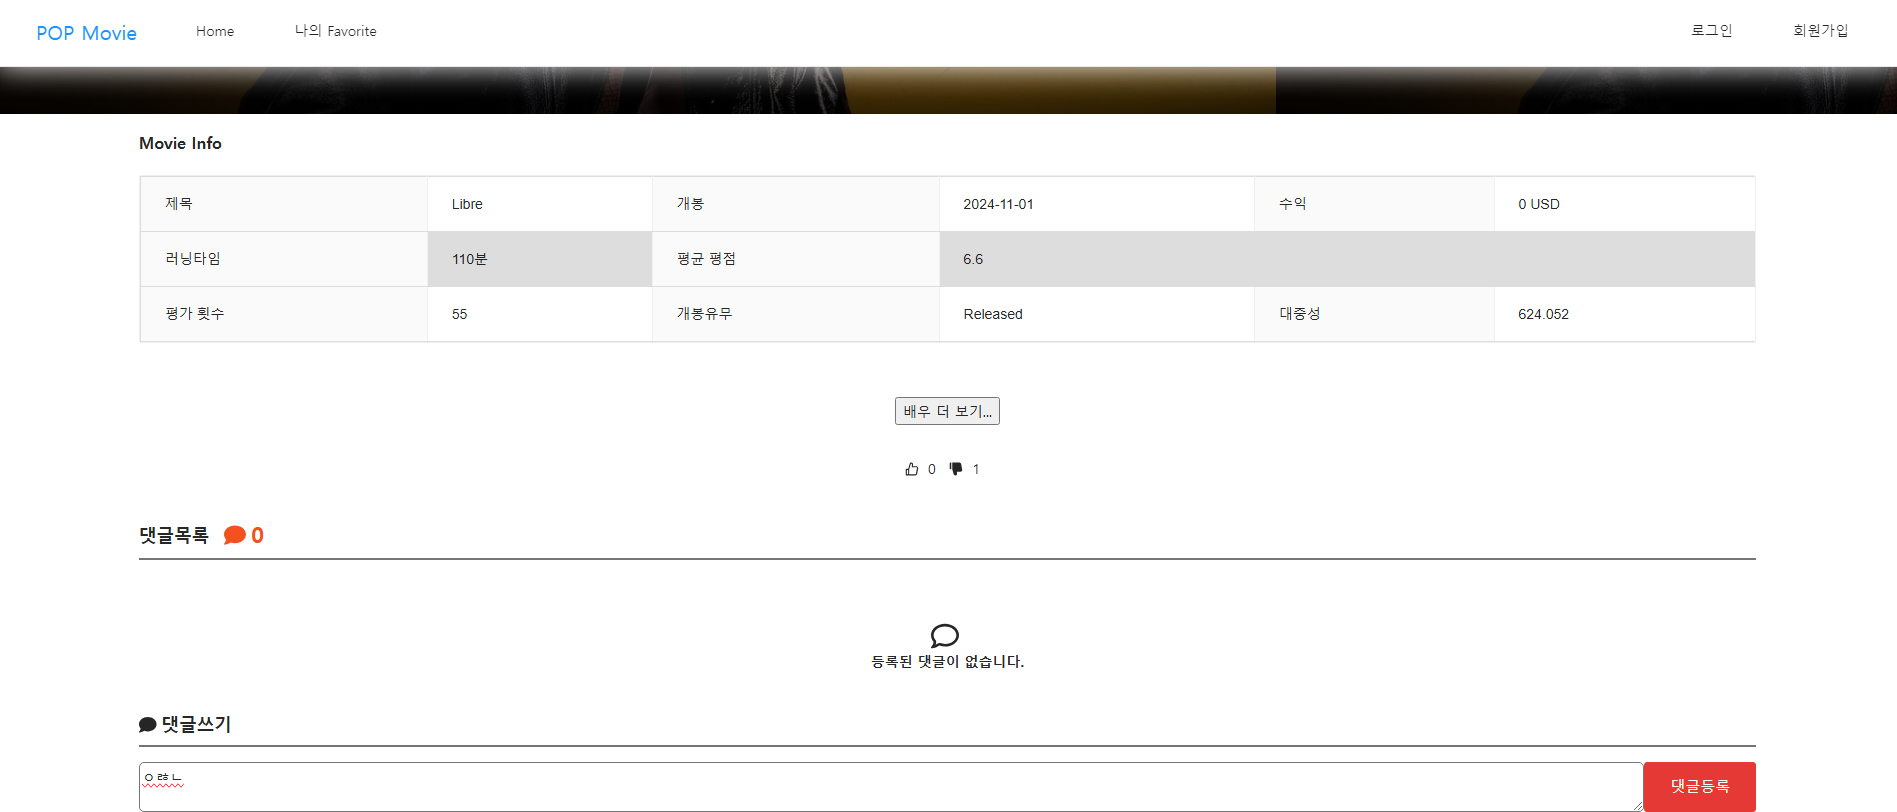 POP Movie Home 나의 Favorite 로그인 회원가입
Movie Info
제목 Libre 개봉 2024-11-01 수익 0 USD
러닝타임 110분 평균 평점 6.6
평가 횟수 55 개봉유무 Released 대중성 624.052
배우 더 보기...
0 1
댓글목록 0
등록된 댓글이 없습니다.
댓글쓰기
ㅇㄶㄴ
댓글등록